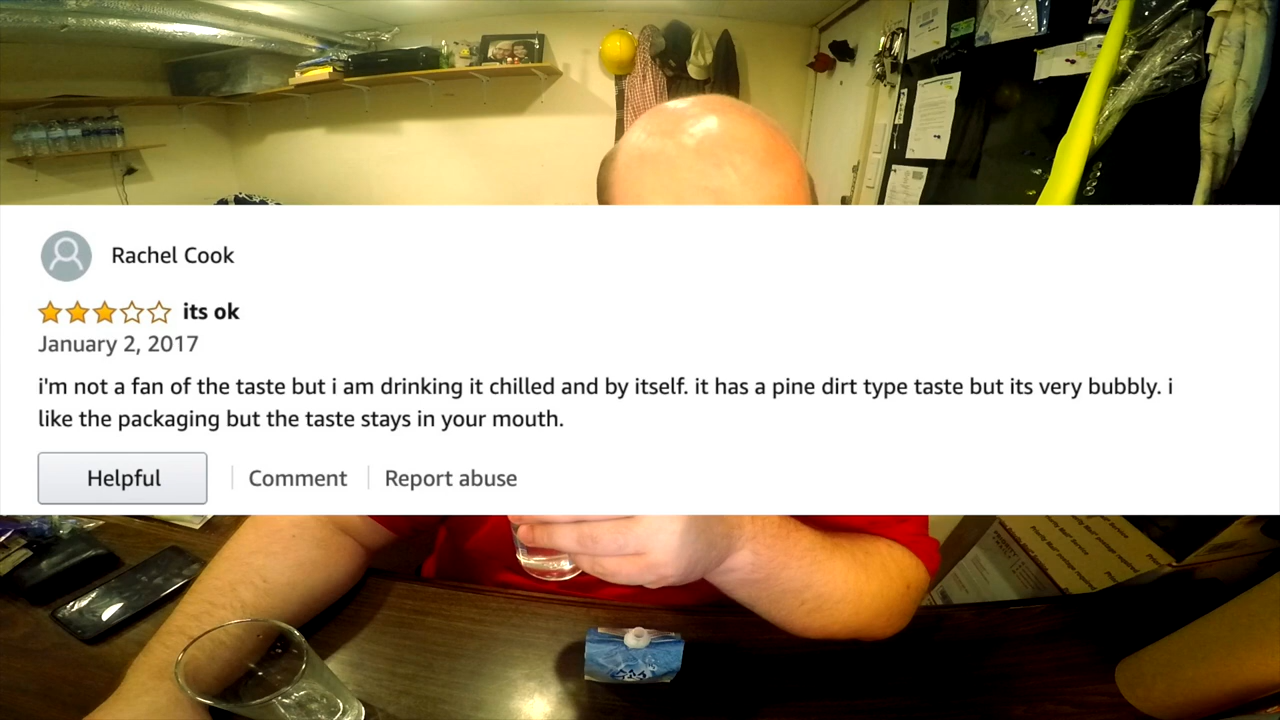 Rachel Cook
its ok
January 2, 2017
i'm not a fan of the taste but i am drinking it chilled and by itself. it has a pine dirt type taste but its very bubbly. i
like the packaging but the taste stays in your mouth.
Helpful
Comment
Report abuse